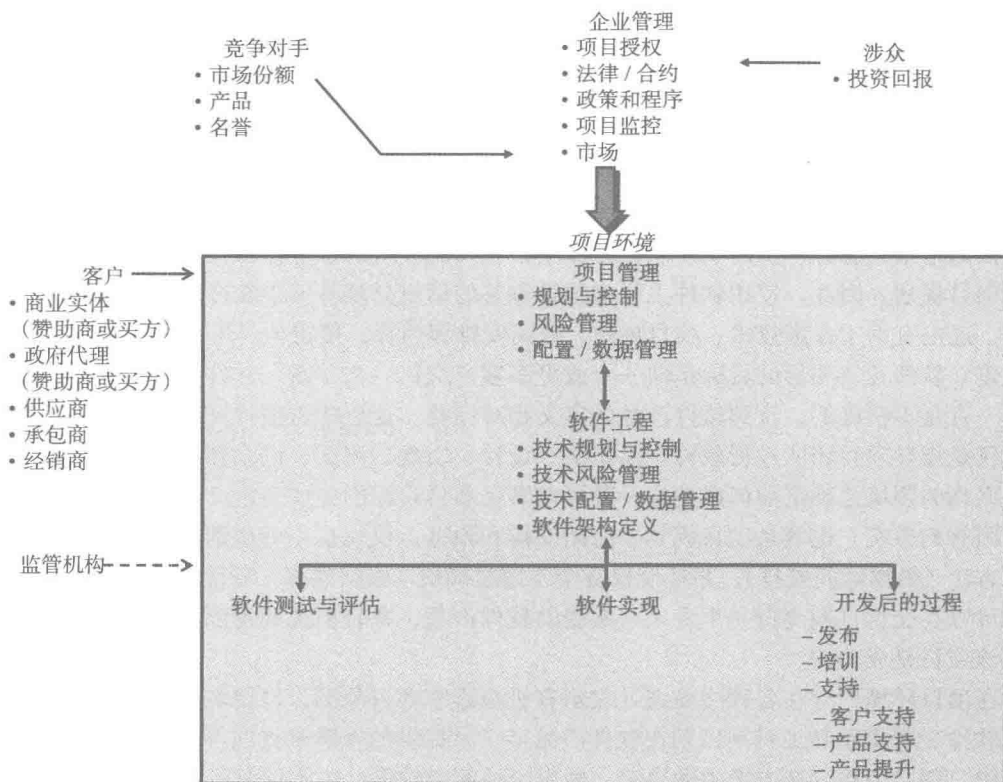 企业管理
• 项目授权
• 法律 / 合约
• 政策和程序
• 项目监控
• 市场
竞争对手
• 市场份额
• 产品
• 名誉
涉众
• 投资回报
项目环境
项目管理
• 规划与控制
• 风险管理
• 配置 / 数据管理
客户
• 商业实体
（赞助商或买方）
• 政府代理
（赞助商或买方）
• 供应商
• 承包商
• 经销商
软件工程
• 技术规划与控制
• 技术风险管理
• 技术配置 / 数据管理
• 软件架构定义
监管机构
软件测试与评估
软件实现
开发后的过程
– 发布
– 培训
– 支持
– 客户支持
– 产品支持
– 产品提升